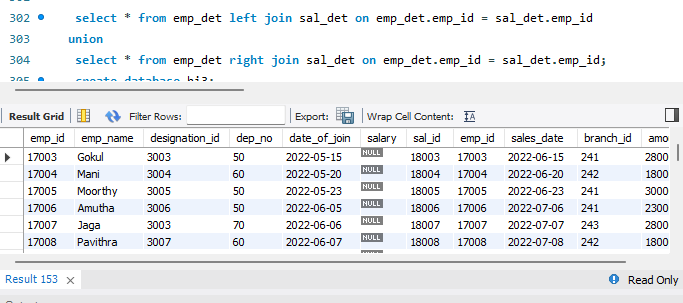 302 select * from emp_det left join sal_det on emp_det.emp_id = sal_det.emp_id
303 union
304 select * from emp_det right join sal_det on emp_det.emp_id = sal_det.emp_id;
Result Grid Filter Rows: Export: Wrap Cell Content:
emp_id emp_name designation_id dep_no date_of_join salary sal_id emp_id sales_date branch_id
17003 Gokul 3003 50 2022-05-15 NULL 18003 17003 2022-06-15 241 2800
17004 Mani 3004 60 2022-05-20 NULL 18004 17004 2022-06-20 242 1800
17005 Moorthy 3005 50 2022-05-23 NULL 18005 17005 2022-06-23 241 3000
17006 Amutha 3006 50 2022-06-05 NULL 18006 17006 2022-07-06 241 2300
17007 Jaga 3003 70 2022-06-06 NULL 18007 17007 2022-07-07 243 2800
17008 Pavithra 3007 60 2022-06-07 NULL 18008 17008 2022-07-08 242 1800
Result 153 Read Only